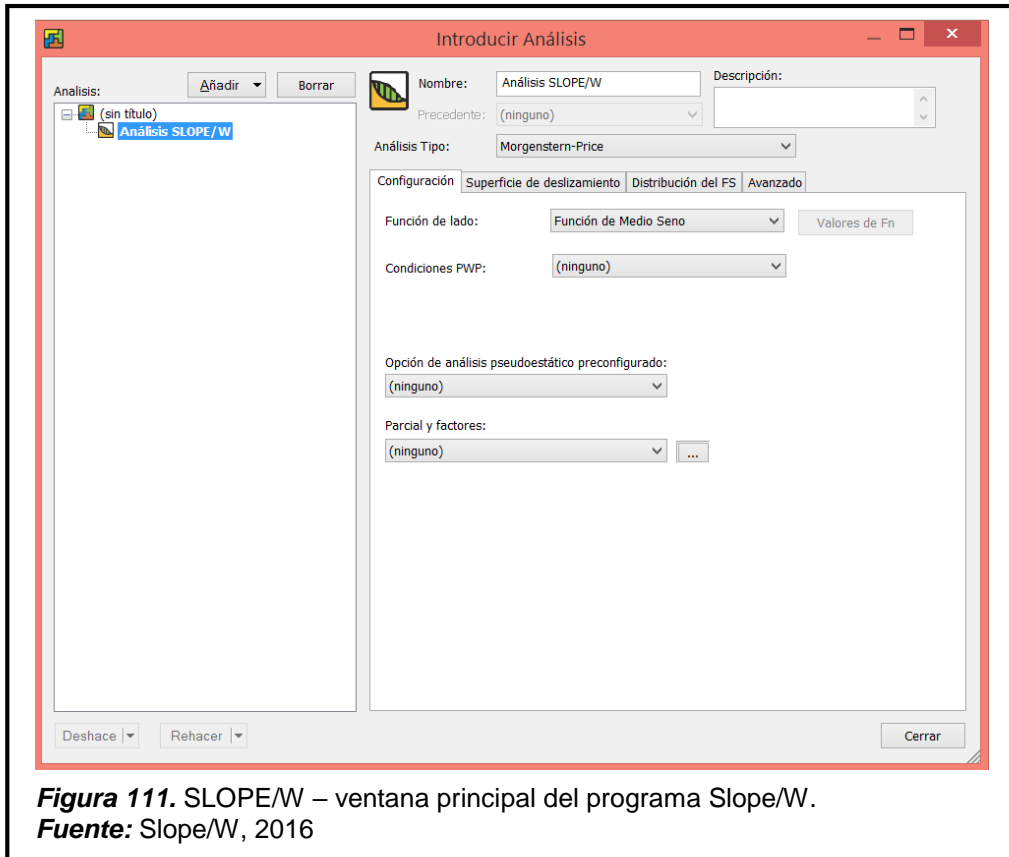 Introducir Análisis
Analisis:
Añadir
Borrar
(sin título)
Análisis SLOPE/W
Nombre:
Análisis SLOPE/W
Descripción:
Precedente:
(ninguno)
Análisis Tipo:
Morgenstern-Price
Configuración
Superficie de deslizamiento
Distribución del FS
Avanzado
Función de lado:
Función de Medio Seno
Valores de Fn
Condiciones PWP:
(ninguno)
Opción de análisis pseudoestático preconfigurado:
(ninguno)
Parcial y factores:
(ninguno)
...
Deshace
Rehacer
Cerrar
Figura 111. SLOPE/W – ventana principal del programa Slope/W.
Fuente: Slope/W, 2016